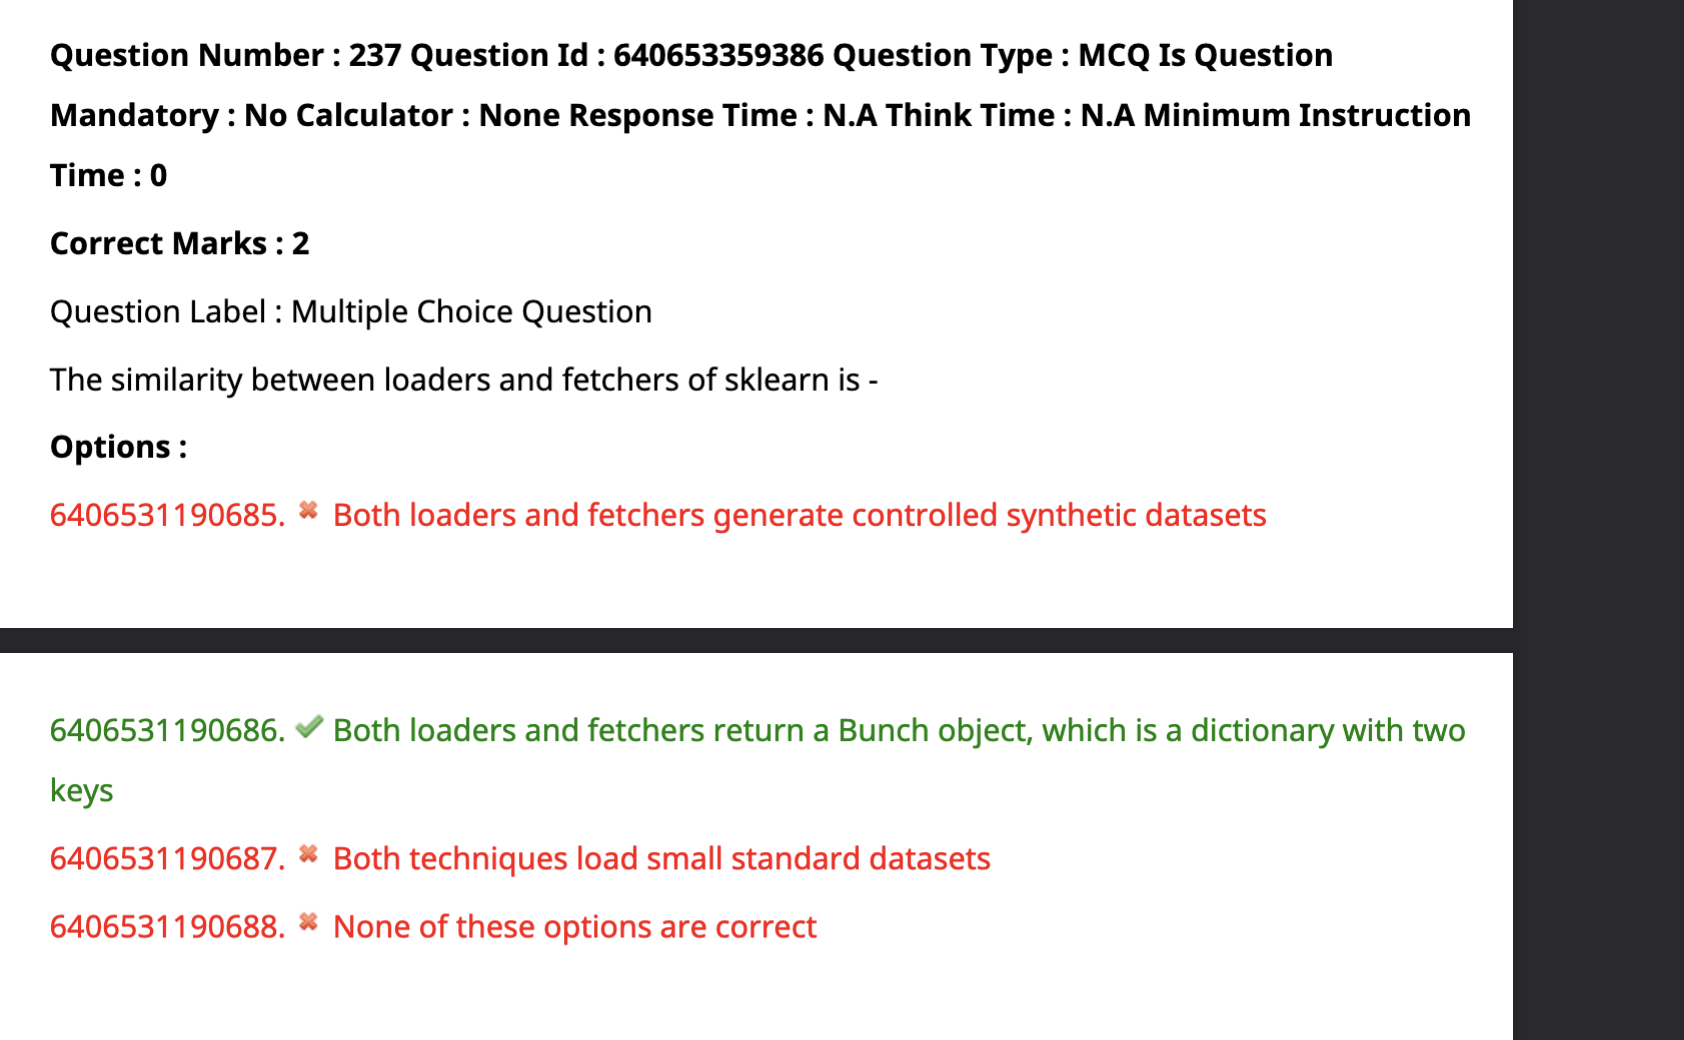 Question Number : 237 Question Id : 640653359386 Question Type : MCQ Is Question
Mandatory : No Calculator : None Response Time : N.A Think Time : N.A Minimum Instruction
Time : 0
Correct Marks : 2
Question Label : Multiple Choice Question
The similarity between loaders and fetchers of sklearn is -
Options :
6406531190685. ✖ Both loaders and fetchers generate controlled synthetic datasets
6406531190686. ✔ Both loaders and fetchers return a Bunch object, which is a dictionary with two
keys
6406531190687. ✖ Both techniques load small standard datasets
6406531190688. ✖ None of these options are correct